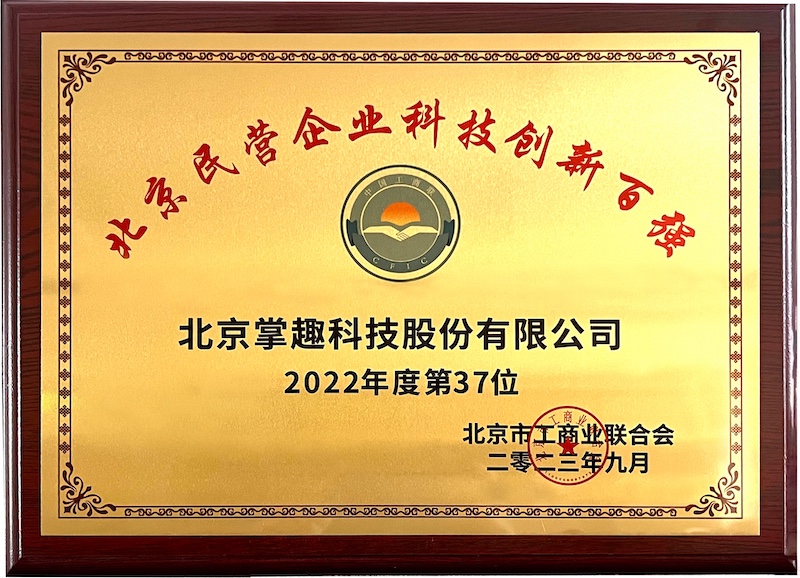 北京民营企业科技创新百强
中国工商联
CFIC
北京掌趣科技股份有限公司
2022年度第37位
北京市工商业联合会
二零二三年九月